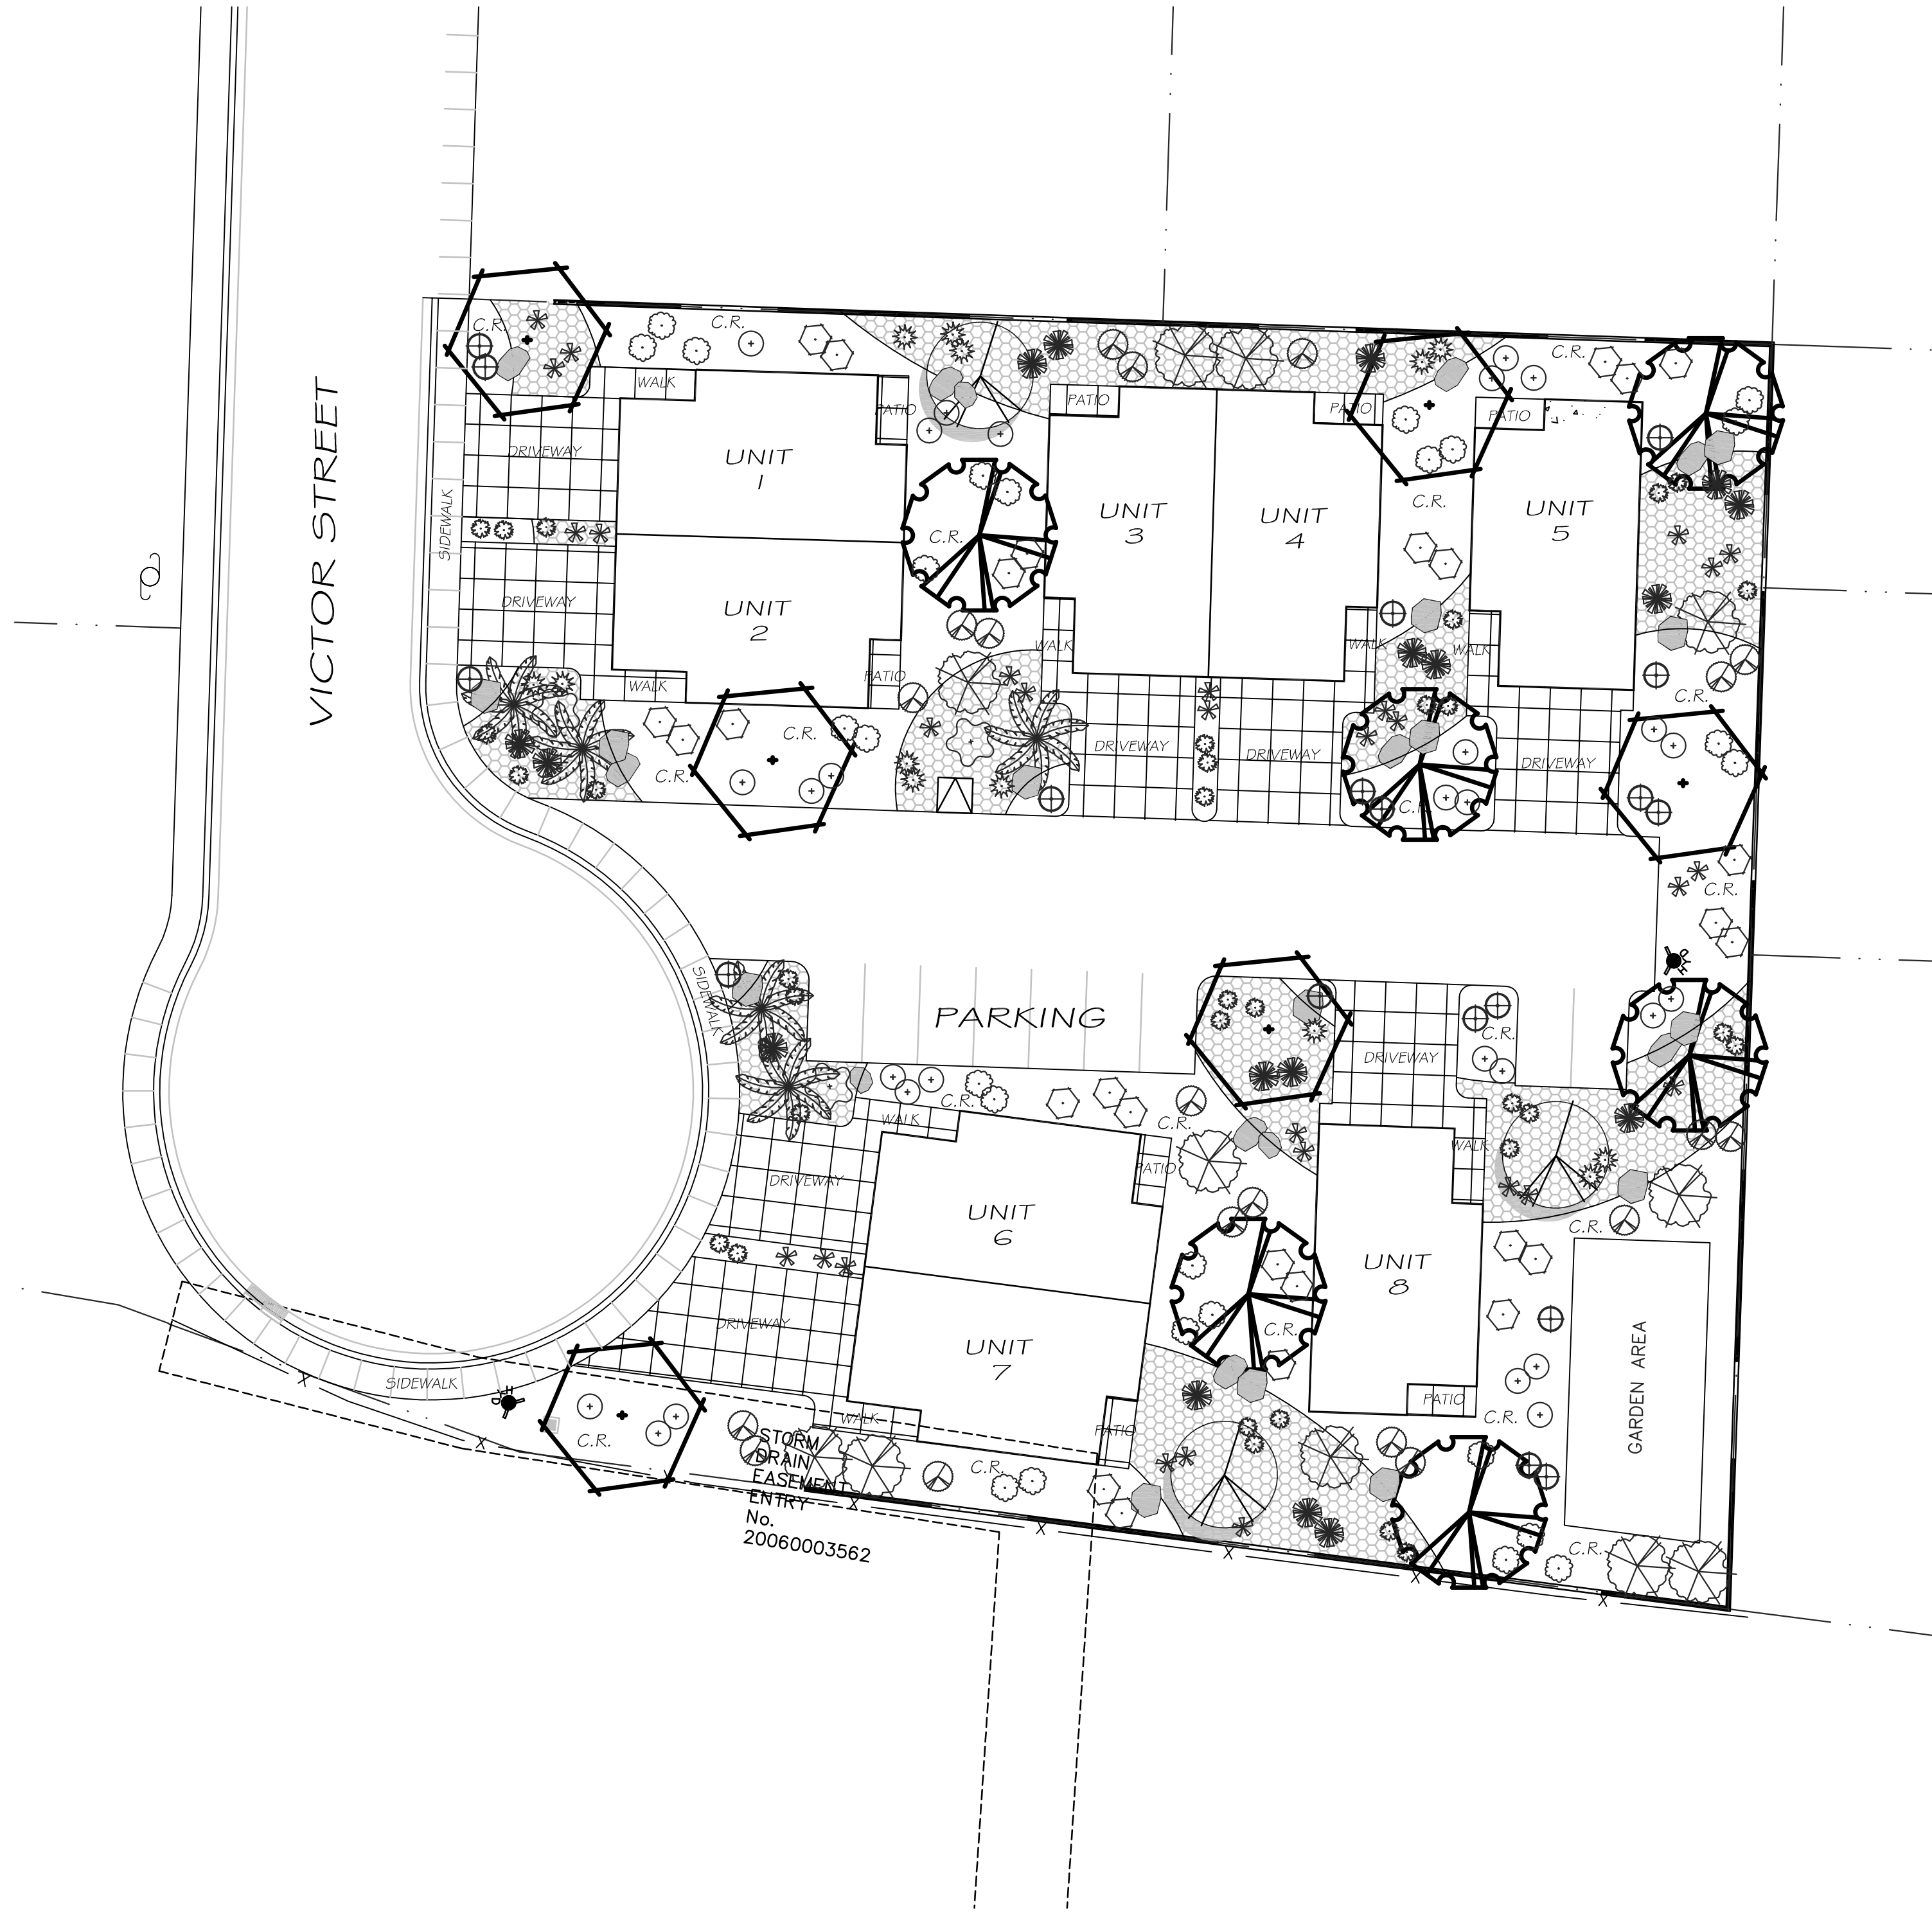 C.R.
C.R.
C.R.
WALK
PATIO
PATIO
PATIO
PATIO
VICTOR STREET
DRIVEWAY
UNIT
1
UNIT
3
UNIT
4
C.R.
UNIT
5
SIDEWALK
C.R.
DRIVEWAY
UNIT
2
WALK
WALK
WALK
PATIO
WALK
C.R.
C.R.
C.R.
DRIVEWAY
DRIVEWAY
DRIVEWAY
C.R.
C.R.
SIDEWALK
PARKING
DRIVEWAY
C.R.
C.R.
WALK
C.R.
WALK
PATIO
DRIVEWAY
UNIT
6
C.R.
UNIT
8
DRIVEWAY
C.R.
UNIT
7
GARDEN AREA
SIDEWALK
PATIO
C.R.
WALK
PATIO
C.R.
C.R.
C.R.
X
X
X
X
X
X
X
STORM
DRAIN
EASEMENT
ENTRY
No.
20060003562